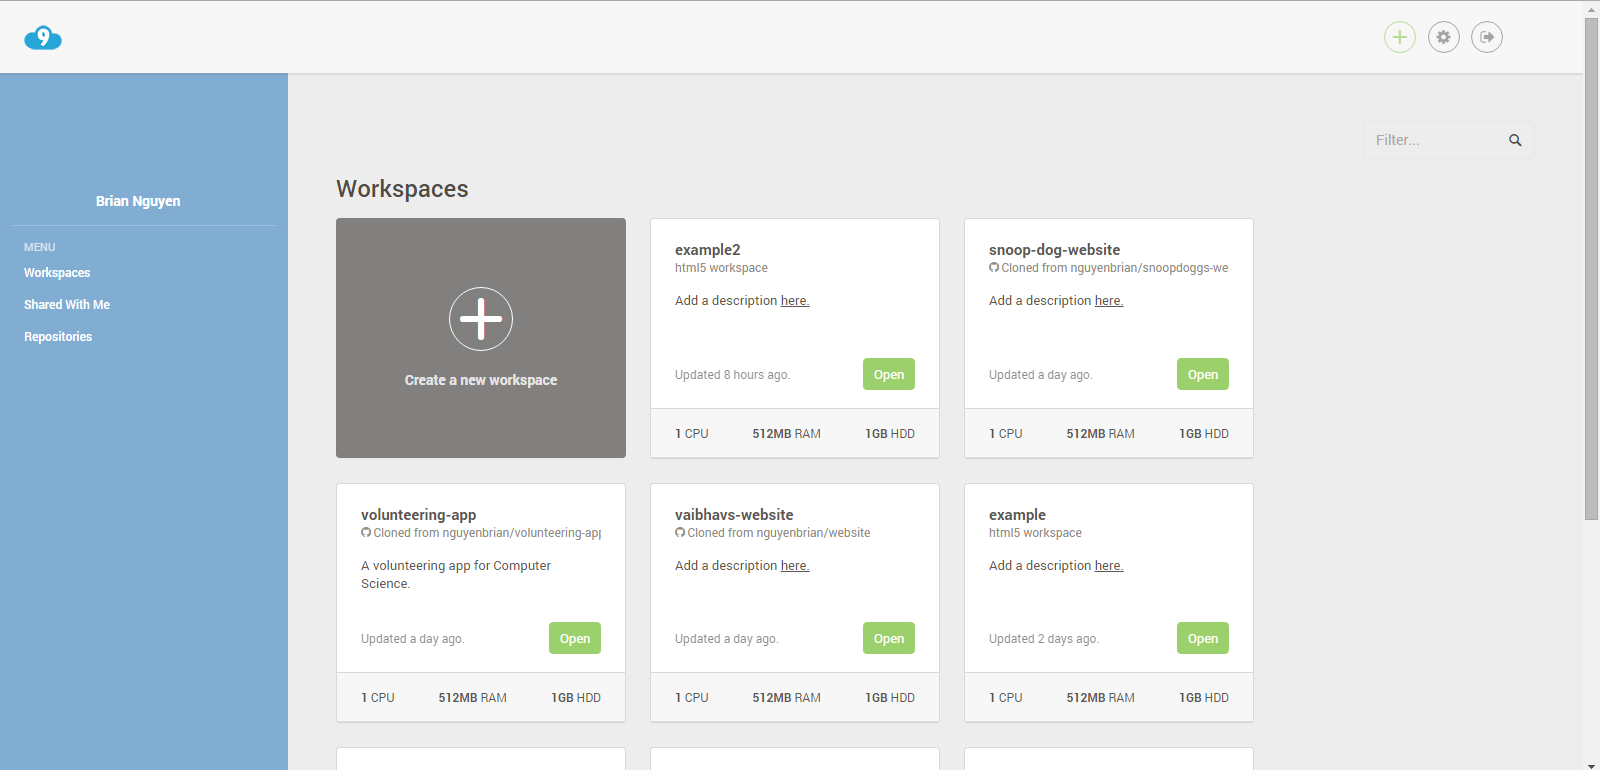 9
Filter...
Brian Nguyen
MENU
Workspaces
Shared With Me
Repositories
Workspaces
Create a new workspace
example2
html5 workspace
Add a description here.
Updated 8 hours ago.
Open
1 CPU 512MB RAM 1GB HDD
snoop-dog-website
Cloned from nguyenbrian/snoopdoggs-we
Add a description here.
Updated a day ago.
Open
1 CPU 512MB RAM 1GB HDD
volunteering-app
Cloned from nguyenbrian/volunteering-app
A volunteering app for Computer
Science.
Updated a day ago.
Open
1 CPU 512MB RAM 1GB HDD
vaibhavs-website
Cloned from nguyenbrian/website
Add a description here.
Updated a day ago.
Open
1 CPU 512MB RAM 1GB HDD
example
html5 workspace
Add a description here.
Updated 2 days ago.
Open
1 CPU 512MB RAM 1GB HDD